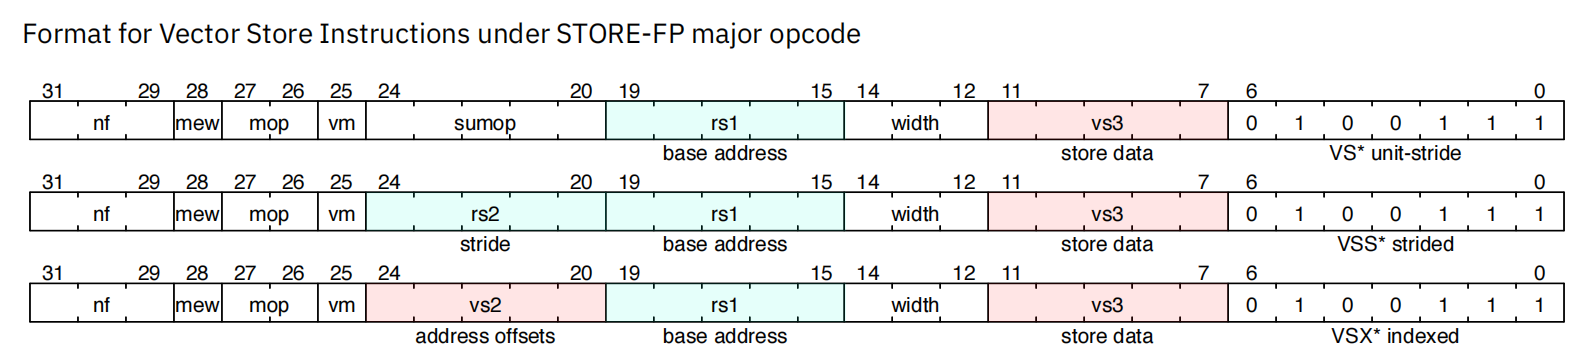 Format for Vector Store Instructions under STORE-FP major opcode
31 29 28 27 26 25 24 20 19 15 14 12 11 7 6 0
nf mew mop vm sumop rs1 width vs3 0 1 0 0 1 1 1
base address store data VS* unit-stride
31 29 28 27 26 25 24 20 19 15 14 12 11 7 6 0
nf mew mop vm rs2 rs1 width vs3 0 1 0 0 1 1 1
stride base address store data VSS* strided
31 29 28 27 26 25 24 20 19 15 14 12 11 7 6 0
nf mew mop vm vs2 rs1 width vs3 0 1 0 0 1 1 1
address offsets base address store data VSX* indexed